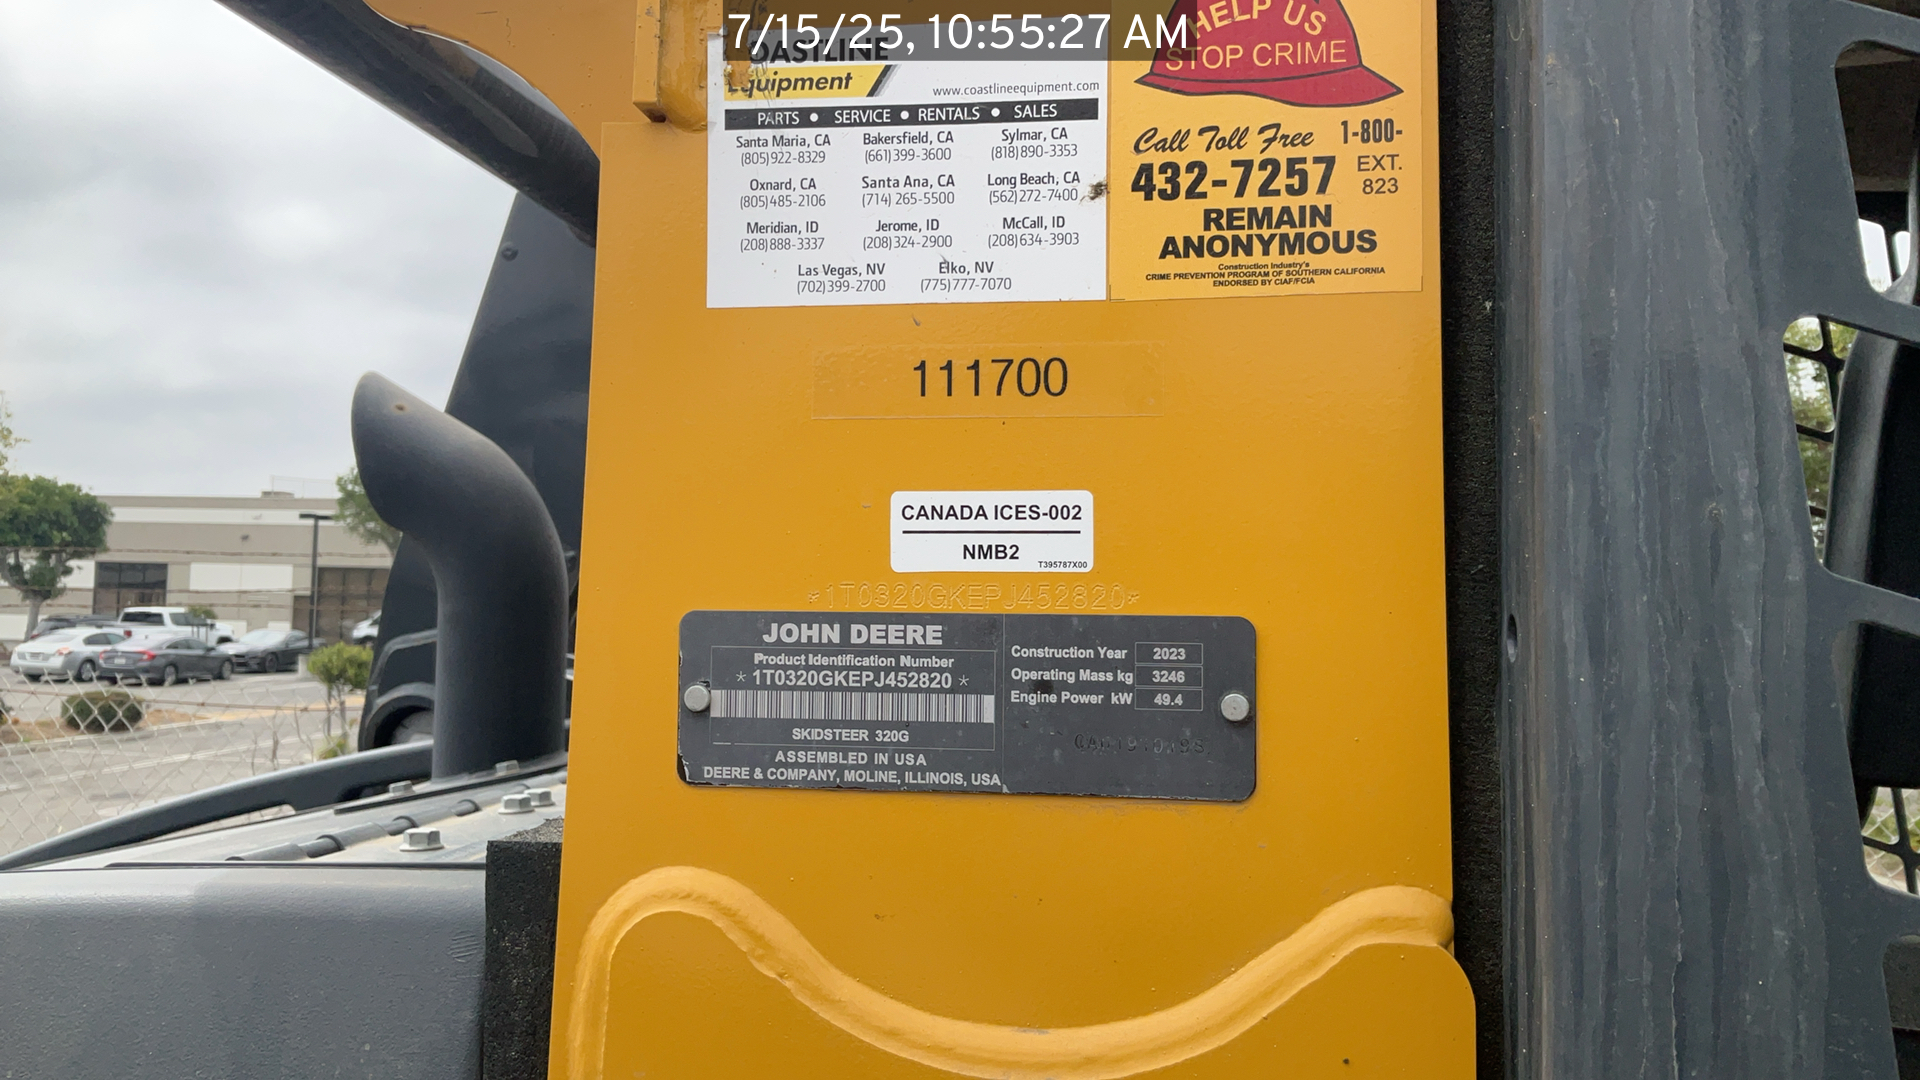 7/15/25, 10:55:27 AM
OASTLINE
Equipment
www.coastlineequipment.com
PARTS • SERVICE • RENTALS • SALES
Santa Maria, CA
(805)922-8329
Bakersfield, CA
(661)399-3600
Sylmar, CA
(818)890-3353
Oxnard, CA
(805)485-2106
Santa Ana, CA
(714)265-5500
Long Beach, CA
(562)272-7400
Meridian, ID
(208)888-3337
Jerome, ID
(208)324-2900
McCall, ID
(208)634-3903
Las Vegas, NV
(702)399-2700
Elko, NV
(775)777-7070
HELP US
STOP CRIME
Call Toll Free 1-800-
432-7257 EXT. 823
REMAIN
ANONYMOUS
Construction Industry's
CRIME PREVENTION PROGRAM OF SOUTHERN CALIFORNIA
ENDORSED BY CIAF/FCIA
111700
CANADA ICES-002
NMB2
T395787X00
*1T0320GKEPJ452820*
JOHN DEERE
Product Identification Number
*1T0320GKEPJ452820*
SKIDSTEER 320G
ASSEMBLED IN USA
DEERE & COMPANY, MOLINE, ILLINOIS, USA
Construction Year 2023
Operating Mass kg 3246
Engine Power kW 49.4